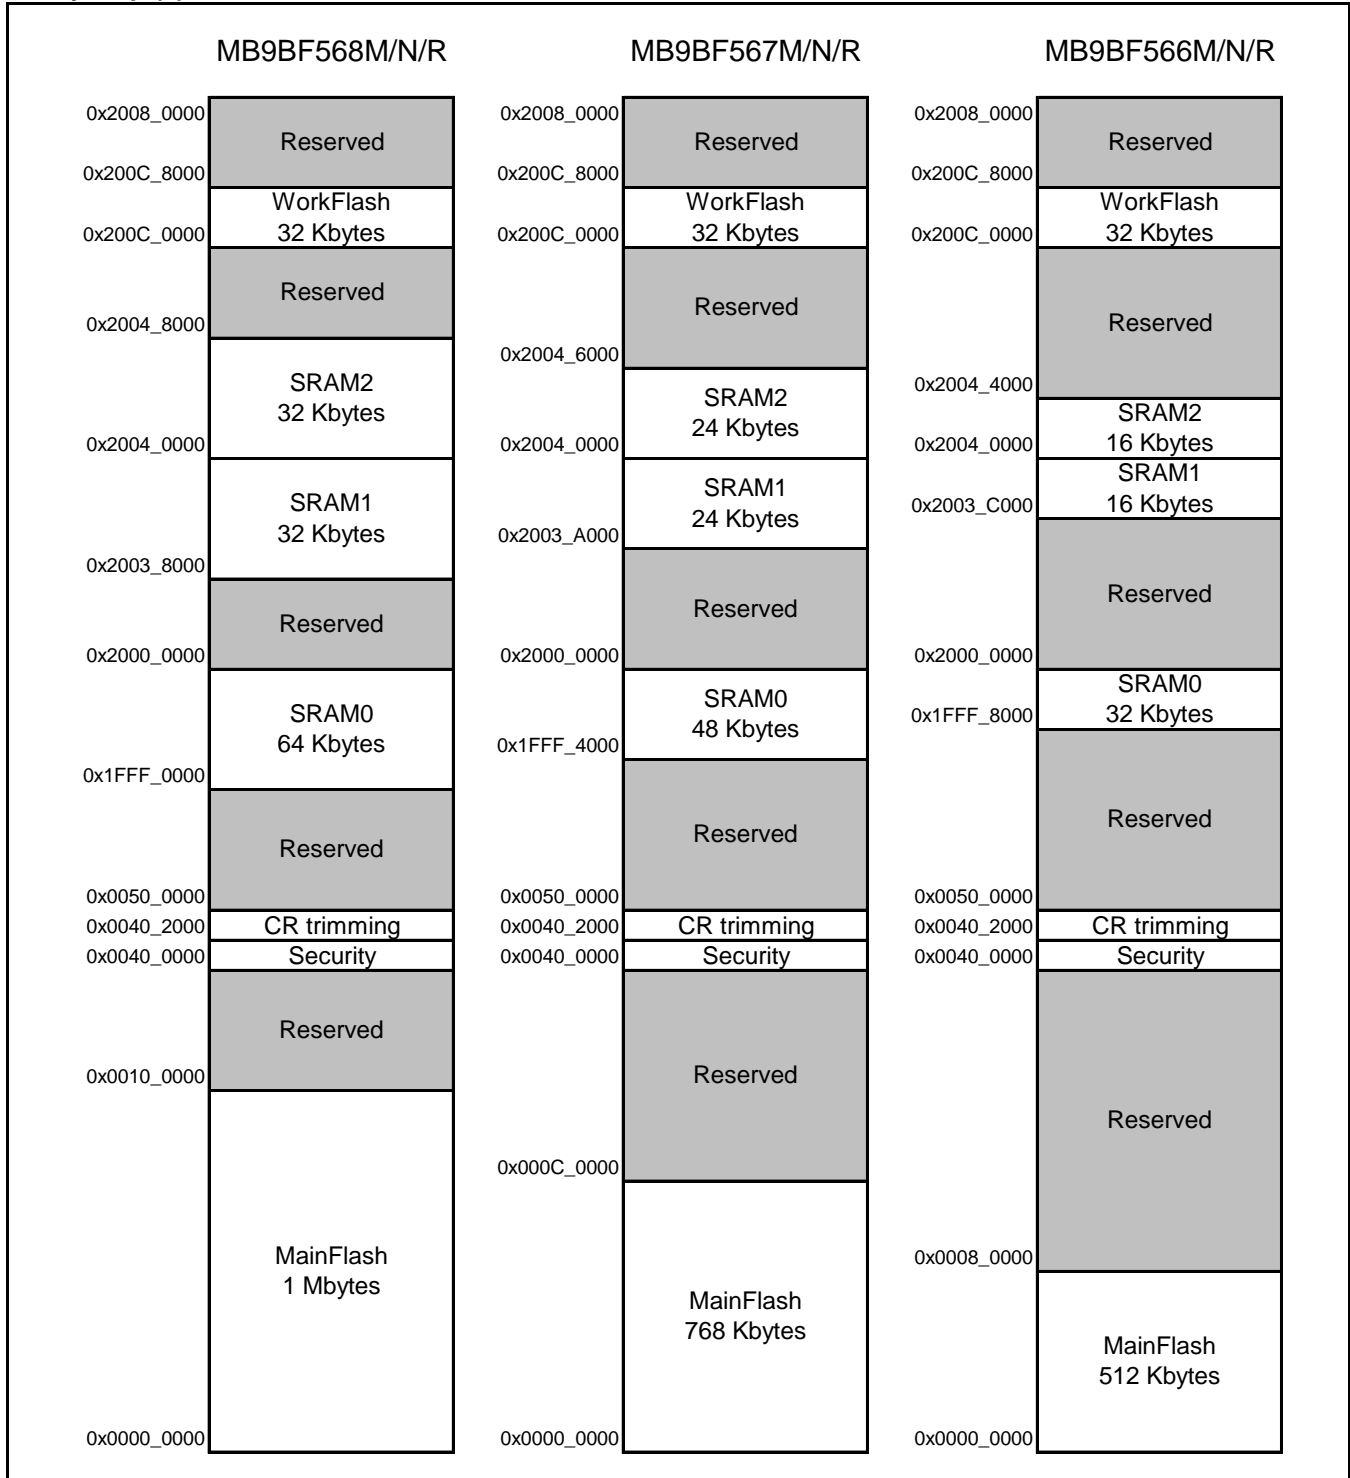 MB9BF568M/N/R
0x2008_0000
Reserved
0x200C_8000
WorkFlash
32 Kbytes
0x200C_0000
Reserved
0x2004_8000
SRAM2
32 Kbytes
0x2004_0000
SRAM1
32 Kbytes
0x2003_8000
Reserved
0x2000_0000
SRAM0
64 Kbytes
0x1FFF_0000
Reserved
0x0050_0000
CR trimming
0x0040_2000
Security
0x0040_0000
Reserved
0x0010_0000
MainFlash
1 Mbytes
0x0000_0000
MB9BF567M/N/R
0x2008_0000
Reserved
0x200C_8000
WorkFlash
32 Kbytes
0x200C_0000
Reserved
0x2004_6000
SRAM2
24 Kbytes
0x2004_0000
SRAM1
24 Kbytes
0x2003_A000
Reserved
0x2000_0000
SRAM0
48 Kbytes
0x1FFF_4000
Reserved
0x0050_0000
CR trimming
0x0040_2000
Security
0x0040_0000
Reserved
0x000C_0000
MainFlash
768 Kbytes
0x0000_0000
MB9BF566M/N/R
0x2008_0000
Reserved
0x200C_8000
WorkFlash
32 Kbytes
0x200C_0000
Reserved
0x2004_4000
SRAM2
16 Kbytes
0x2004_0000
SRAM1
16 Kbytes
0x2003_C000
Reserved
0x2000_0000
SRAM0
32 Kbytes
0x1FFF_8000
Reserved
0x0050_0000
CR trimming
0x0040_2000
Security
0x0040_0000
Reserved
0x0008_0000
MainFlash
512 Kbytes
0x0000_0000